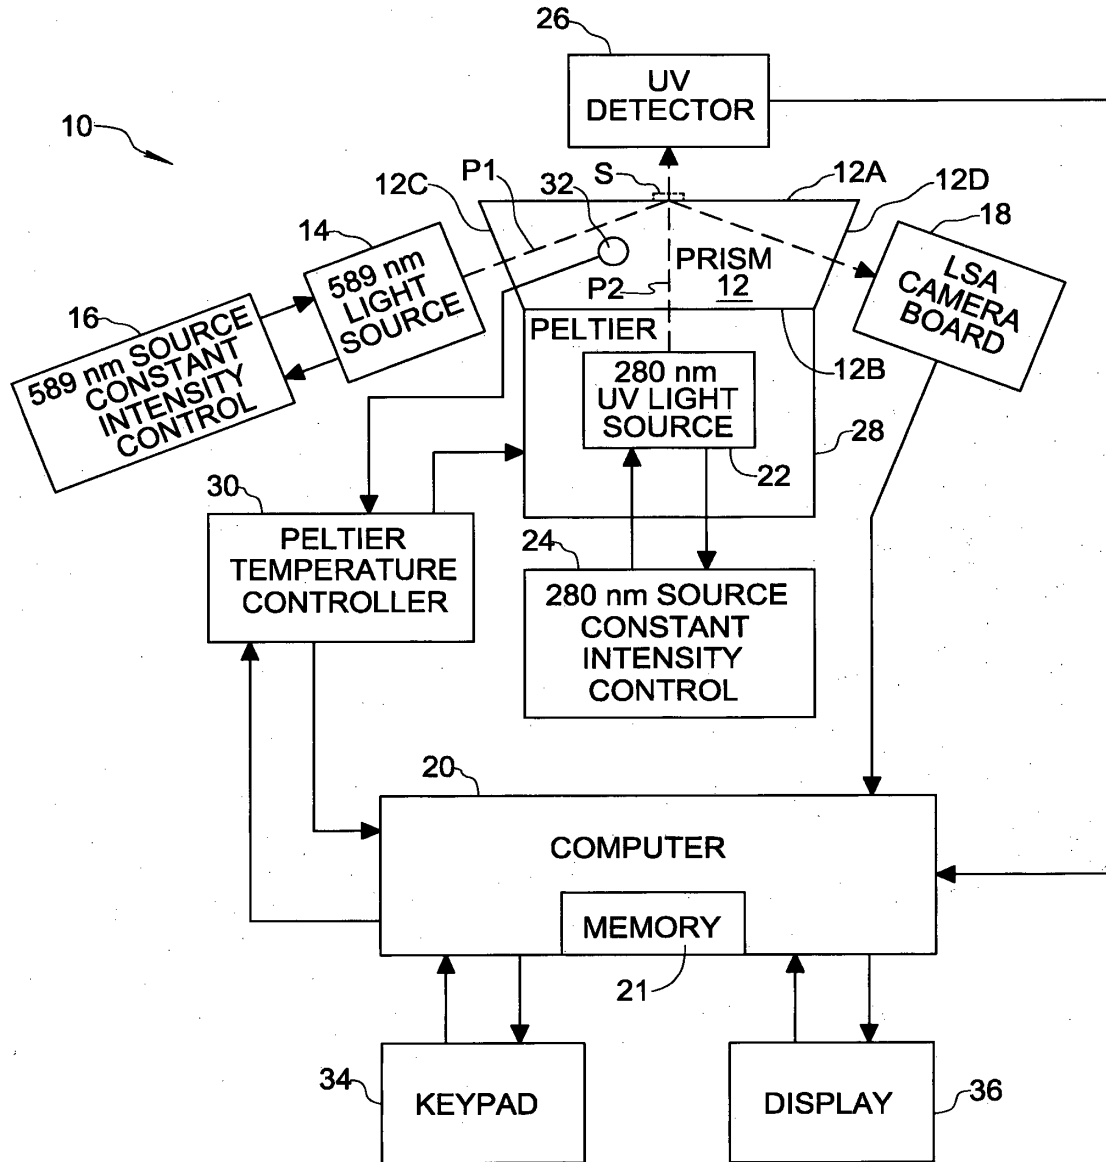 26
UV
DETECTOR
10
P1
S
12A
12C
32
12D
18
14
589 nm
LIGHT
SOURCE
PRISM
12
LSA
CAMERA
BOARD
P2
16
589 nm SOURCE
CONSTANT
INTENSITY
CONTROL
PELTIER
12B
280 nm
UV LIGHT
SOURCE
28
22
30
PELTIER
TEMPERATURE
CONTROLLER
24
280 nm SOURCE
CONSTANT
INTENSITY
CONTROL
20
COMPUTER
MEMORY
21
34
KEYPAD
DISPLAY
36